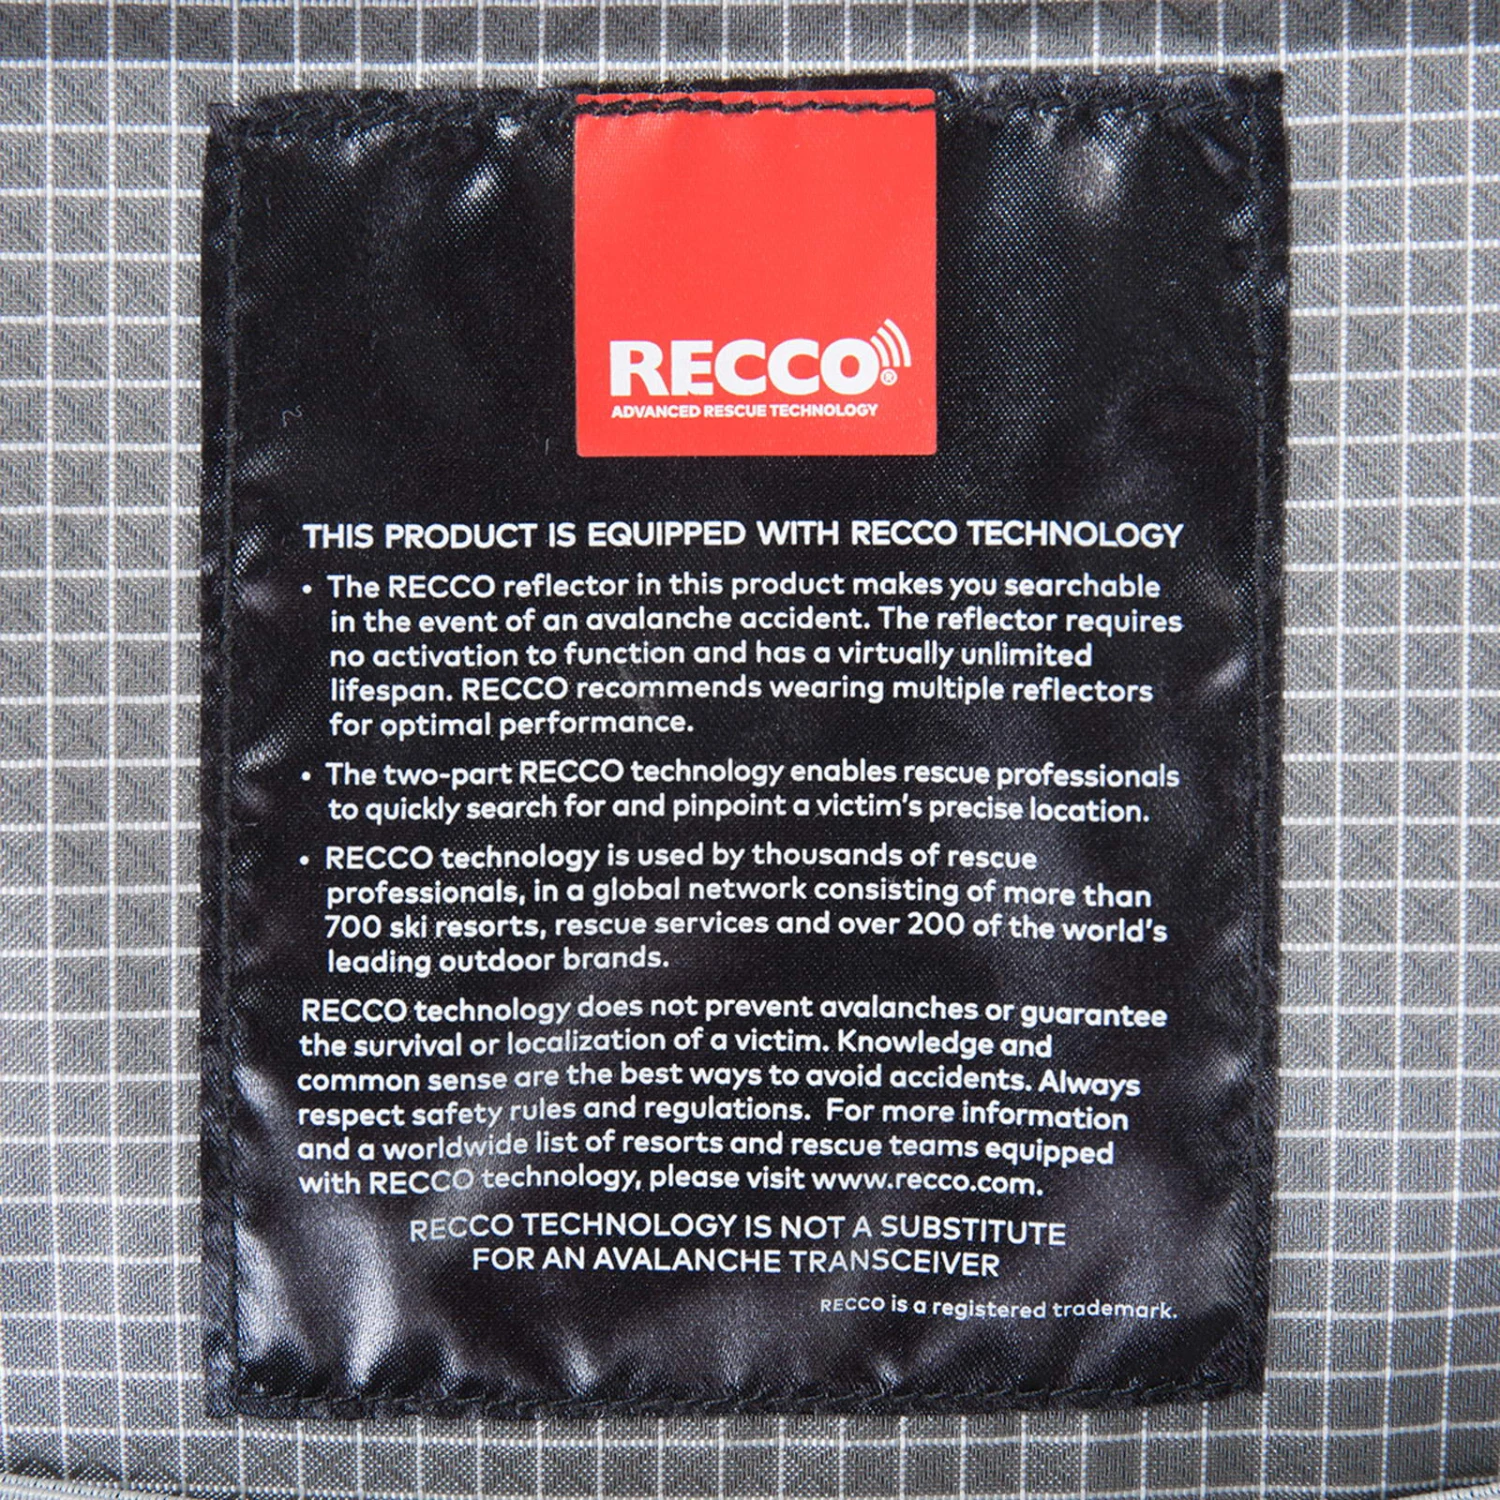 RECCO®
ADVANCED RESCUE TECHNOLOGY
THIS PRODUCT IS EQUIPPED WITH RECCO TECHNOLOGY
• The RECCO reflector in this product makes you searchable
in the event of an avalanche accident. The reflector requires
no activation to function and has a virtually unlimited
lifespan. RECCO recommends wearing multiple reflectors
for optimal performance.
• The two-part RECCO technology enables rescue professionals
to quickly search for and pinpoint a victim's precise location.
• RECCO technology is used by thousands of rescue
professionals, in a global network consisting of more than
700 ski resorts, rescue services and over 200 of the world's
leading outdoor brands.
RECCO technology does not prevent avalanches or guarantee
the survival or localization of a victim. Knowledge and
common sense are the best ways to avoid accidents. Always
respect safety rules and regulations. For more information
and a worldwide list of resorts and rescue teams equipped
with RECCO technology, please visit www.recco.com.
RECCO TECHNOLOGY IS NOT A SUBSTITUTE
FOR AN AVALANCHE TRANSCEIVER
RECCO is a registered trademark.